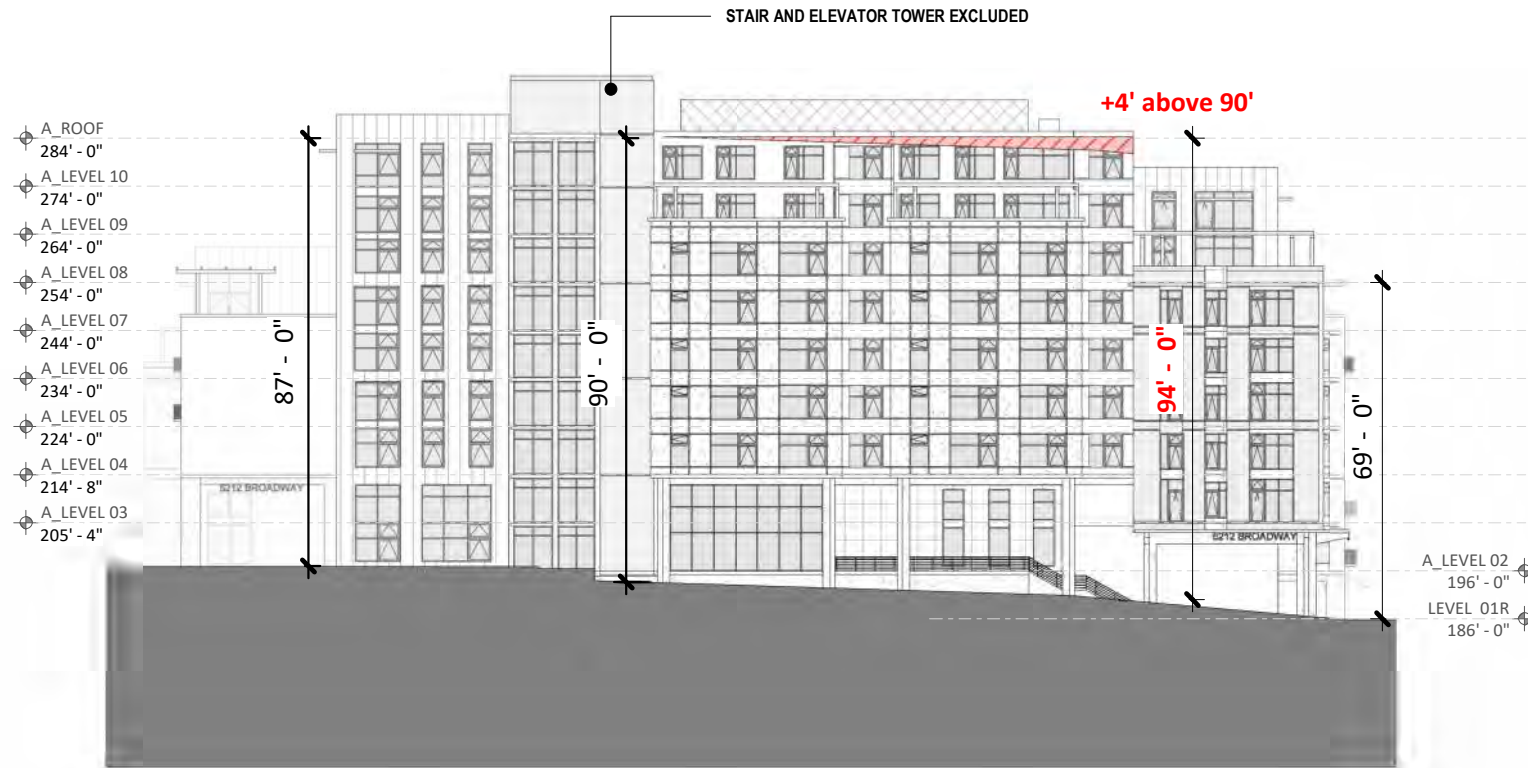 STAIR AND ELEVATOR TOWER EXCLUDED
+4' above 90'
A_ROOF
284' - 0"
A_LEVEL 10
274' - 0"
A_LEVEL 09
264' - 0"
A_LEVEL 08
254' - 0"
A_LEVEL 07
244' - 0"
A_LEVEL 06
234' - 0"
A_LEVEL 05
224' - 0"
A_LEVEL 04
214' - 8"
A_LEVEL 03
205' - 4"
87' - 0"
90' - 0"
94' - 0"
69' - 0"
5212 BROADWAY
5212 BROADWAY
A_LEVEL 02
196' - 0"
LEVEL 01R
186' - 0"